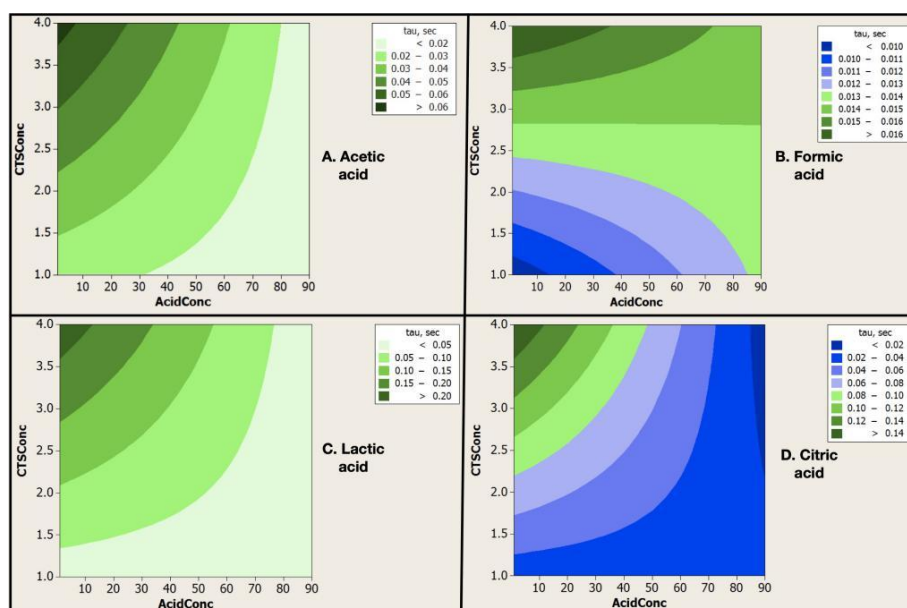 4.0
3.5
3.0
2.5
2.0
1.5
1.0
CTSConc
10 20 30 40 50 60 70 80 90
AcidConc
tau, sec
< 0.02
0.02 – 0.03
0.03 – 0.04
0.04 – 0.05
0.05 – 0.06
> 0.06
A. Acetic
acid
4.0
3.5
3.0
2.5
2.0
1.5
1.0
CTSConc
10 20 30 40 50 60 70 80 90
AcidConc
tau, sec
< 0.010
0.010 – 0.011
0.011 – 0.012
0.012 – 0.013
0.013 – 0.014
0.014 – 0.015
0.015 – 0.016
> 0.016
B. Formic
acid
4.0
3.5
3.0
2.5
2.0
1.5
1.0
CTSConc
10 20 30 40 50 60 70 80 90
AcidConc
tau, sec
< 0.05
0.05 – 0.10
0.10 – 0.15
0.15 – 0.20
> 0.20
C. Lactic
acid
4.0
3.5
3.0
2.5
2.0
1.5
1.0
CTSConc
10 20 30 40 50 60 70 80 90
AcidConc
tau, sec
< 0.02
0.02 – 0.04
0.04 – 0.06
0.06 – 0.08
0.08 – 0.10
0.10 – 0.12
0.12 – 0.14
> 0.14
D. Citric
acid